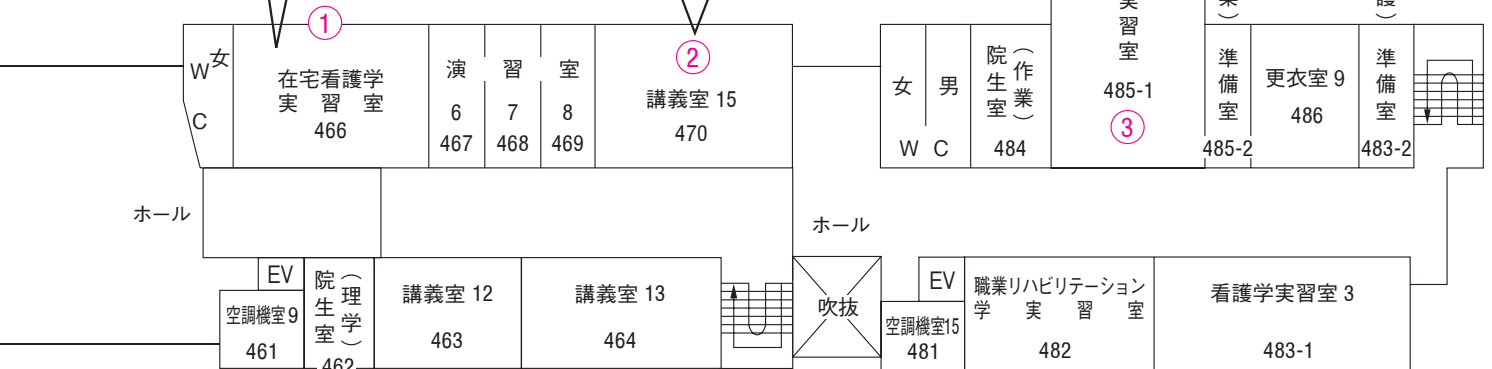 ①
②
③
女
WC
在宅看護学
実習室
466
演習室
6
7
8
467
468
469
講義室 15
470
女
男
WC
院生室
（作業）
484
実習室
485-1
業）
準備室
485-2
更衣室 9
486
護）
準備室
483-2
ホール
ホール
EV
空調機室 9
461
院生室
（理学）
462
講義室 12
463
講義室 13
464
吹抜
EV
空調機室15
481
職業リハビリテーション
学実習室
482
看護学実習室 3
483-1